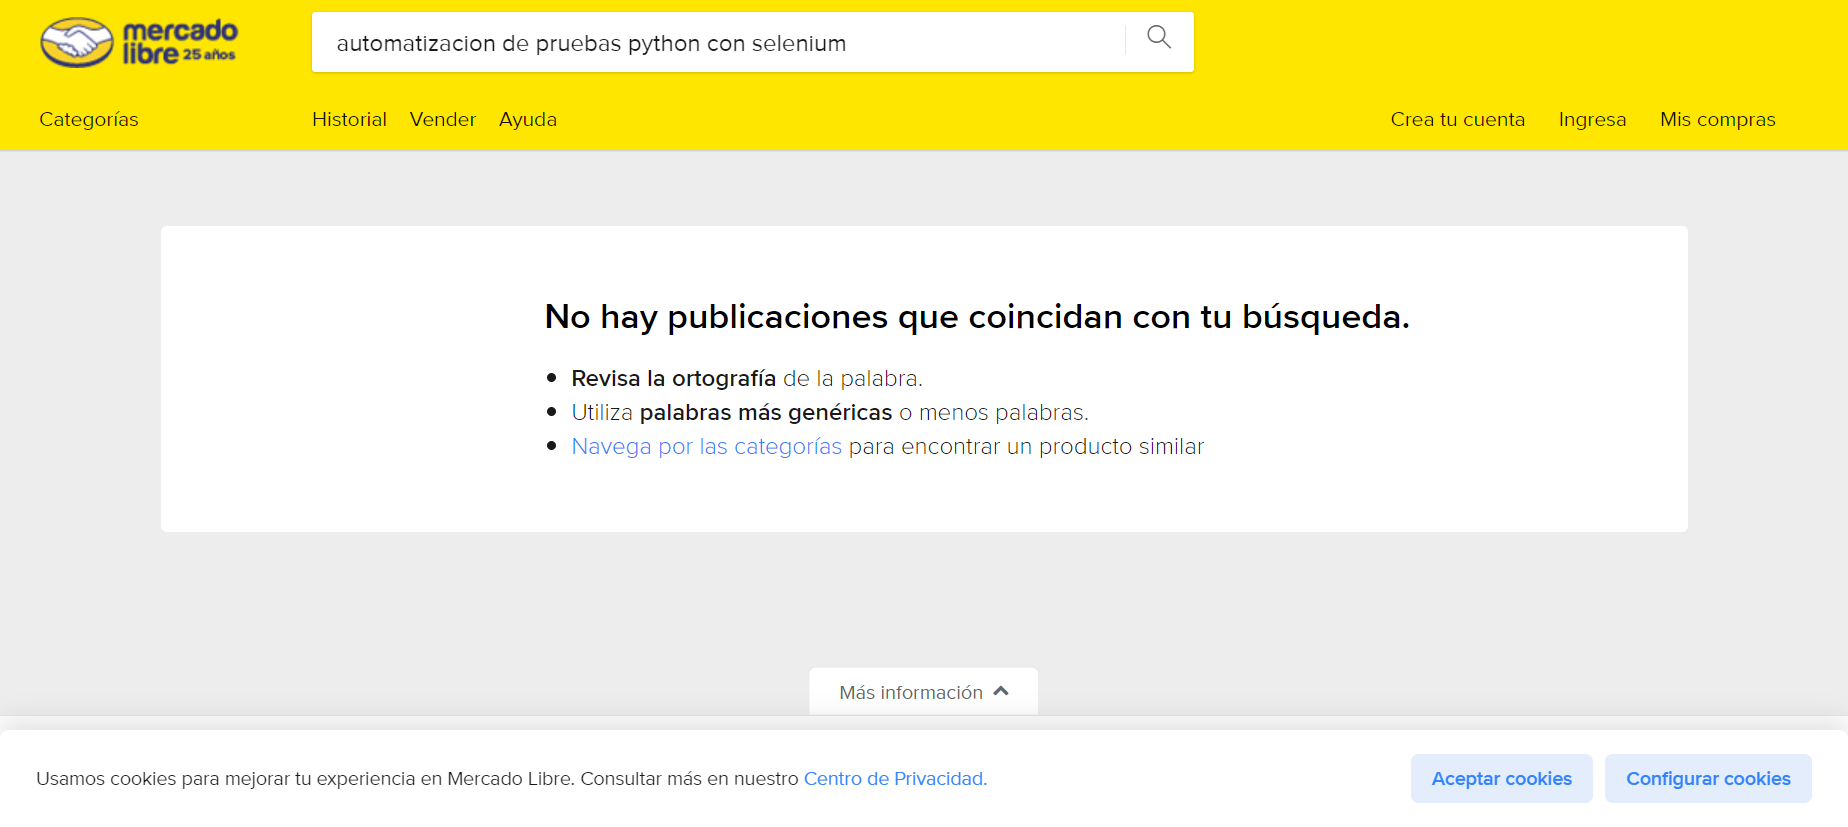 mercado
libre 25 años
automatizacion de pruebas python con selenium
Categorías Historial Vender Ayuda Crea tu cuenta Ingresa Mis compras
No hay publicaciones que coincidan con tu búsqueda.
Revisa la ortografía de la palabra.
Utiliza palabras más genéricas o menos palabras.
Navega por las categorías para encontrar un producto similar
Más información
Usamos cookies para mejorar tu experiencia en Mercado Libre. Consultar más en nuestro Centro de Privacidad.
Aceptar cookies Configurar cookies